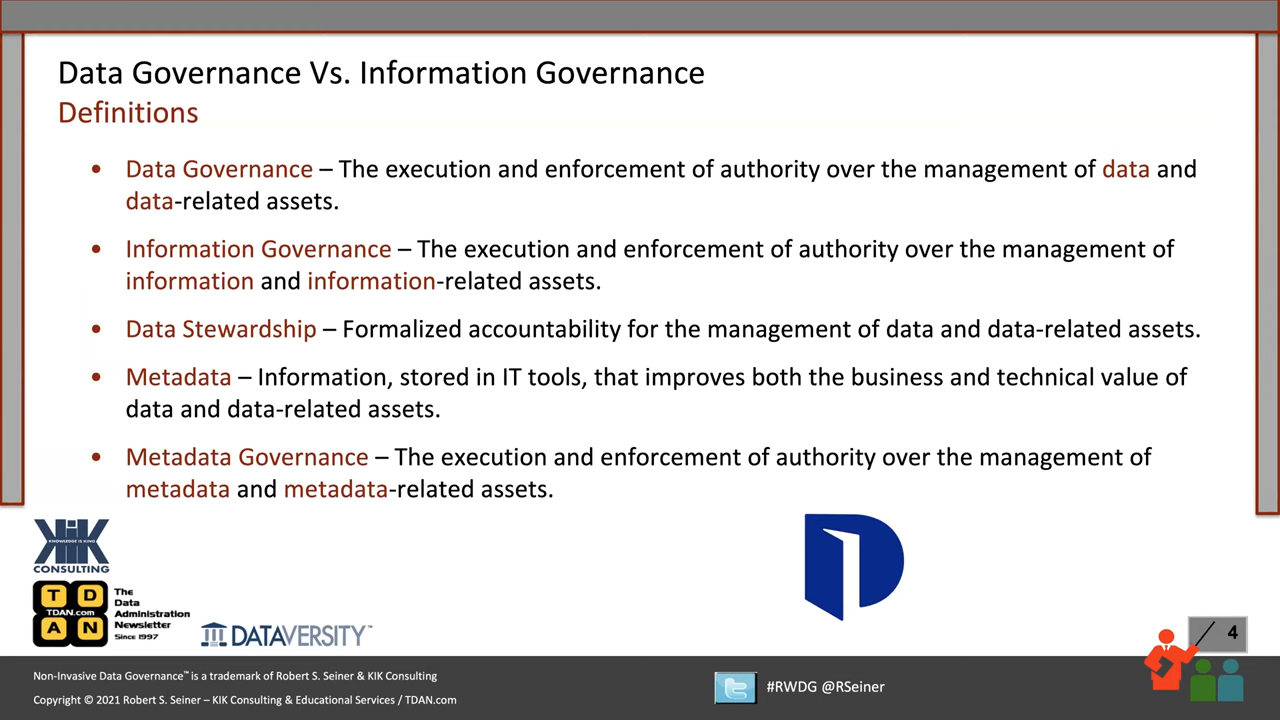 Data Governance Vs. Information Governance
Definitions
• Data Governance – The execution and enforcement of authority over the management of data and
data-related assets.
• Information Governance – The execution and enforcement of authority over the management of
information and information-related assets.
• Data Stewardship – Formalized accountability for the management of data and data-related assets.
• Metadata – Information, stored in IT tools, that improves both the business and technical value of
data and data-related assets.
• Metadata Governance – The execution and enforcement of authority over the management of
metadata and metadata-related assets.
KIK
KNOWLEDGE IS KING
CONSULTING
T D
TDAN.com
A N
The
Data
Administration
Newsletter
Since 1997
DATAVERSITY™
4
Non-Invasive Data Governance™ is a trademark of Robert S. Seiner & KIK Consulting
Copyright © 2021 Robert S. Seiner – KIK Consulting & Educational Services / TDAN.com
#RWDG @RSeiner